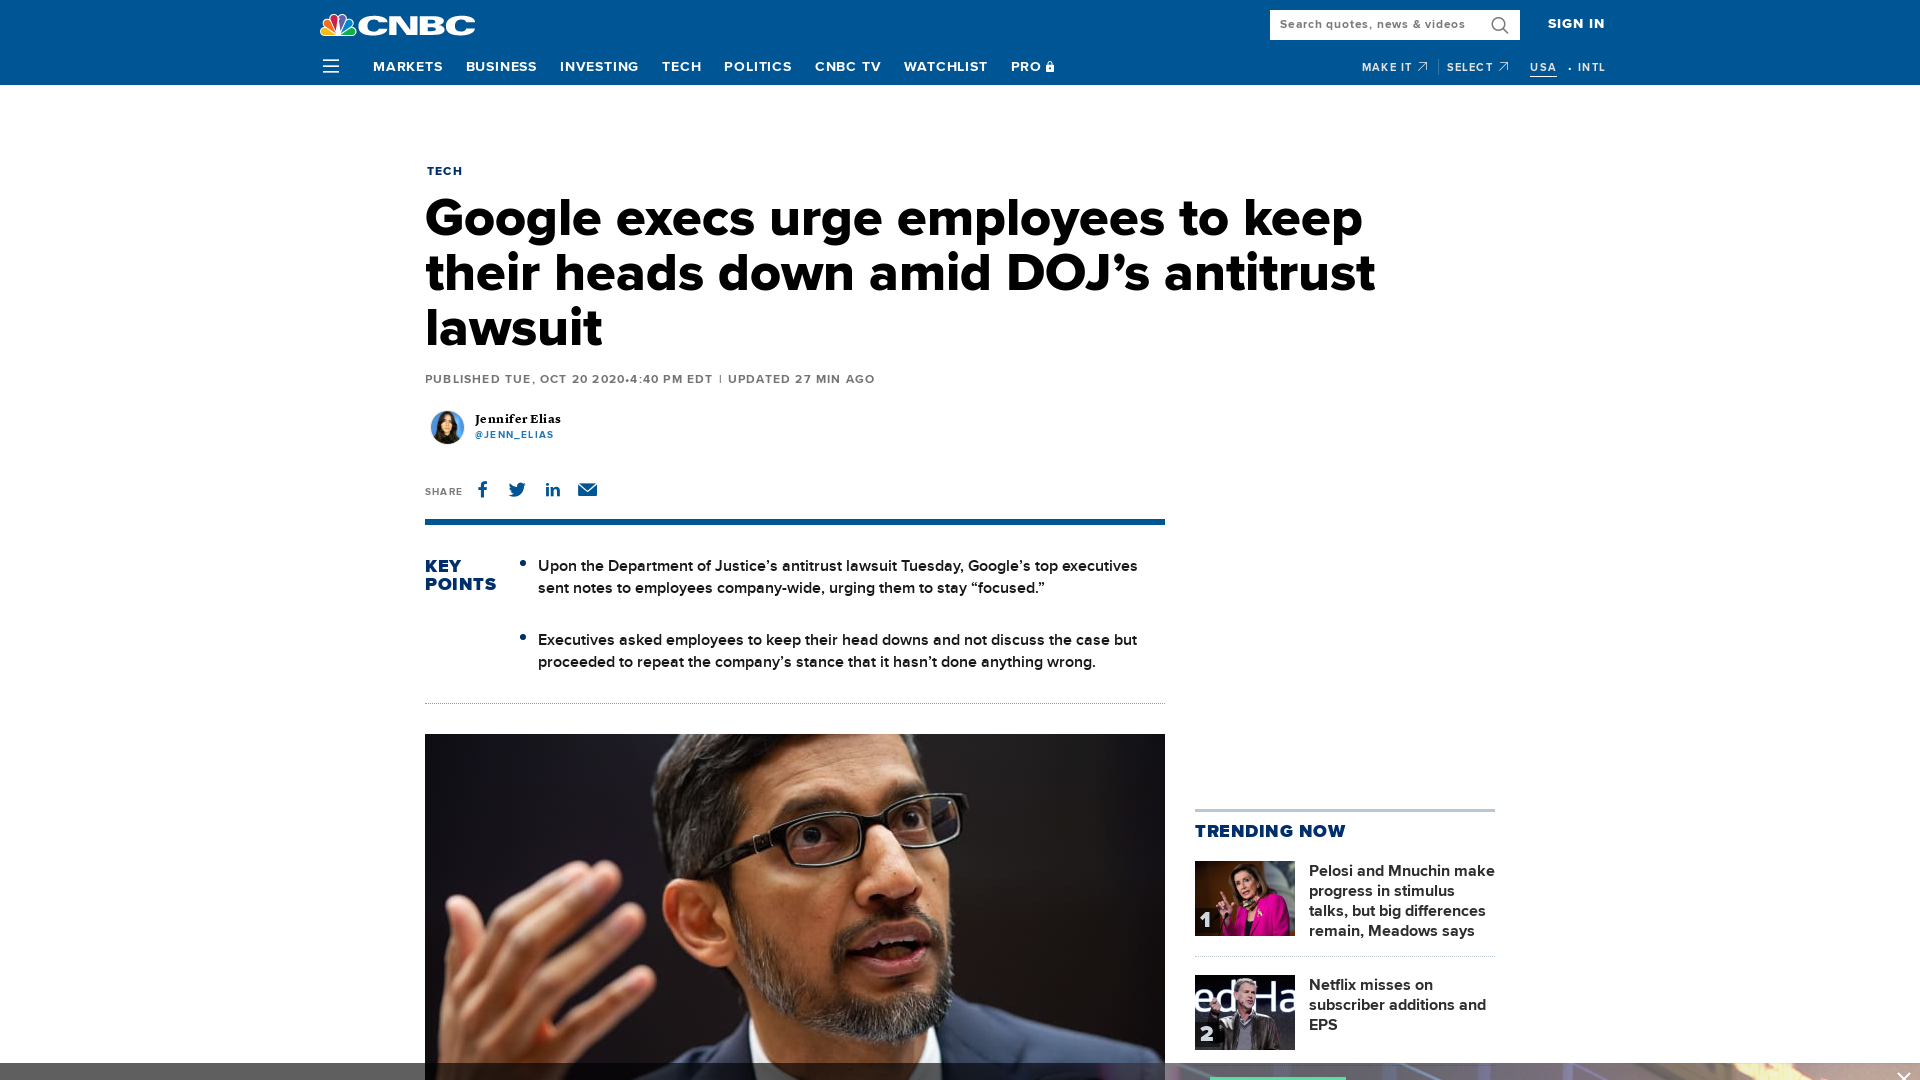 CNBC
Search quotes, news & videos
SIGN IN
MARKETS BUSINESS INVESTING TECH POLITICS CNBC TV WATCHLIST PRO
MAKE IT SELECT USA • INTL
TECH
Google execs urge employees to keep
their heads down amid DOJ’s antitrust
lawsuit
PUBLISHED TUE, OCT 20 2020•4:40 PM EDT | UPDATED 27 MIN AGO
Jennifer Elias
@JENN_ELIAS
SHARE
KEY
POINTS
• Upon the Department of Justice’s antitrust lawsuit Tuesday, Google’s top executives
sent notes to employees company-wide, urging them to stay “focused.”
• Executives asked employees to keep their head downs and not discuss the case but
proceeded to repeat the company’s stance that it hasn’t done anything wrong.
TRENDING NOW
1
Pelosi and Mnuchin make
progress in stimulus
talks, but big differences
remain, Meadows says
ed Ha
2
Netflix misses on
subscriber additions and
EPS